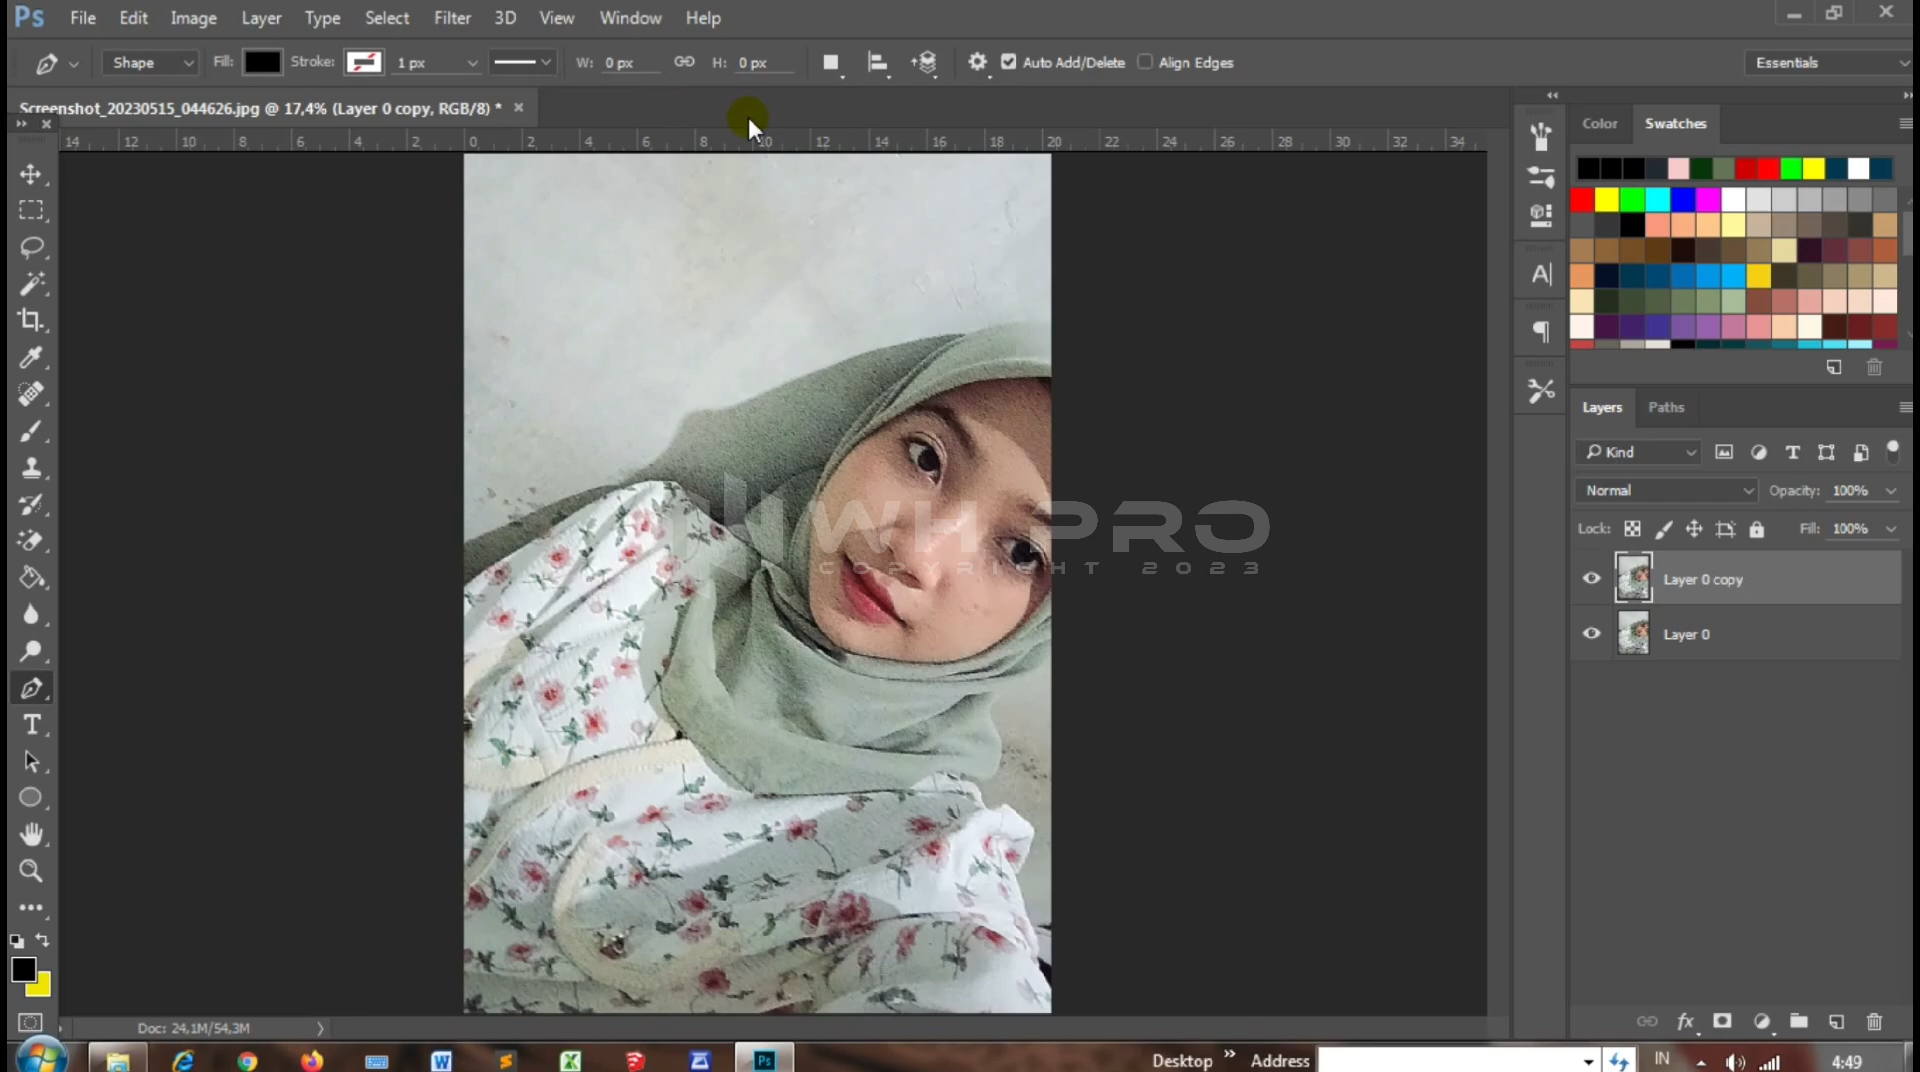 Ps File Edit Image Layer Type Select Filter 3D View Window Help
Shape Fill: Stroke: 1 px W: 0 px H: 0 px Auto Add/Delete Align Edges Essentials
Screenshot_20230515_044626.jpg @ 17,4% (Layer 0 copy, RGB/8) * ×
14 12 10 8 6 4 2 0 2 4 6 8 10 12 14 16 18 20 22 24 26 28 30 32 34
Color Swatches
Layers Paths
Kind
Normal Opacity: 100%
Lock: Fill: 100%
Layer 0 copy
Layer 0
WH PRO
COPYRIGHT 2023
Doc: 24,1M/54,3M
Desktop » Address IN 4:49